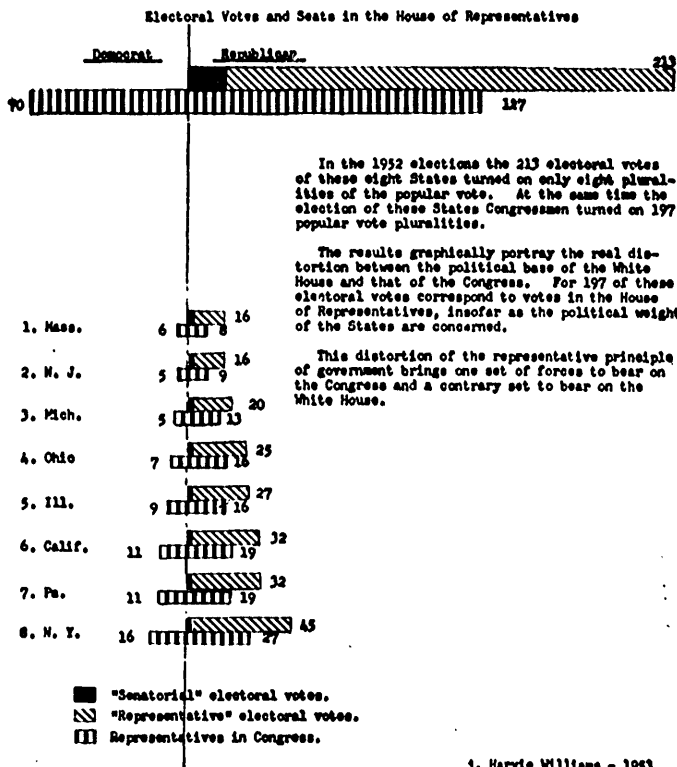 Electoral Votes and Seats in the House of Representatives
Democrat Republican
213
70 127
In the 1952 elections the 213 electoral votes
of these eight States turned on only eight plural-
ities of the popular vote. At the same time the
election of these States Congressmen turned on 197
popular vote pluralities.
The results graphically portray the real dis-
tortion between the political base of the White
House and that of the Congress. For 197 of these
electoral votes correspond to votes in the House
of Representatives, insofar as the political weight
of the States are concerned.
This distortion of the representative principle
of government brings one set of forces to bear on
the Congress and a contrary set to bear on the
White House.
1. Mass. 6 16 8
2. N. J. 5 16 9
3. Mich. 5 20 13
4. Ohio 7 25 16
5. Ill. 9 27 16
6. Calif. 11 32 19
7. Pa. 11 32 19
8. N. Y. 16 45 27
"Senatorial" electoral votes.
"Representative" electoral votes.
Representatives in Congress.
J. Harvie Williams - 1953